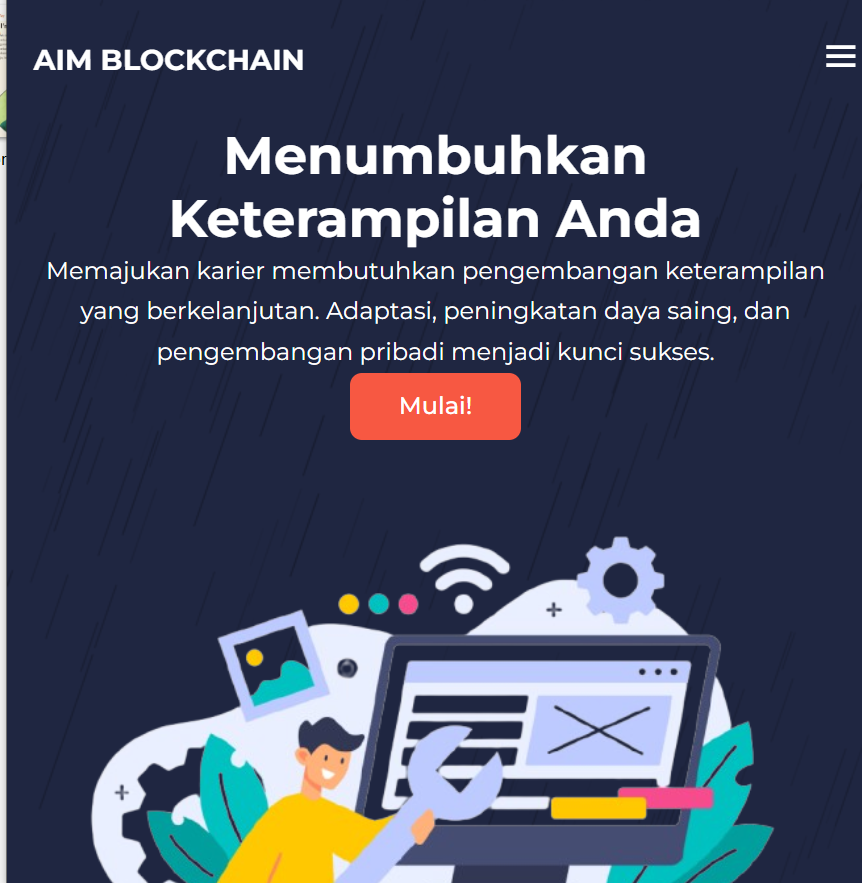 AIM BLOCKCHAIN
Menumbuhkan
Keterampilan Anda
Memajukan karier membutuhkan pengembangan keterampilan
yang berkelanjutan. Adaptasi, peningkatan daya saing, dan
pengembangan pribadi menjadi kunci sukses.
Mulai!